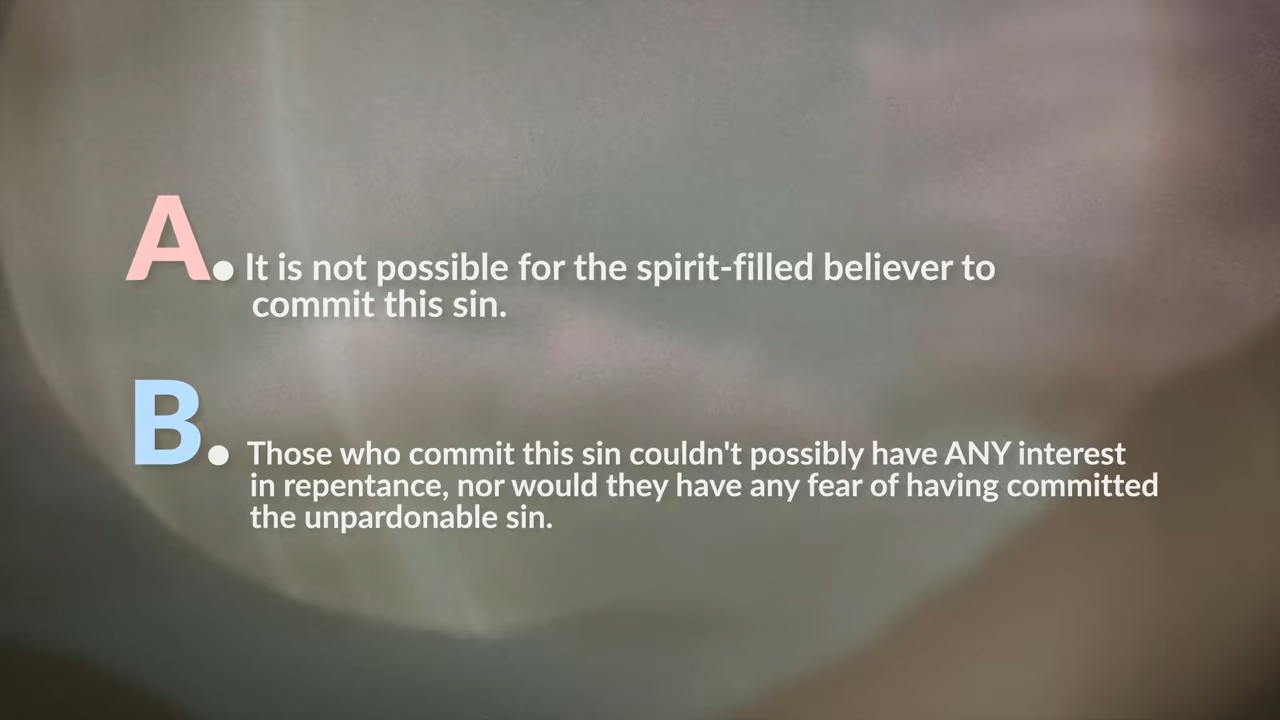 A. It is not possible for the spirit-filled believer to
commit this sin.
B. Those who commit this sin couldn't possibly have ANY interest
in repentance, nor would they have any fear of having committed
the unpardonable sin.